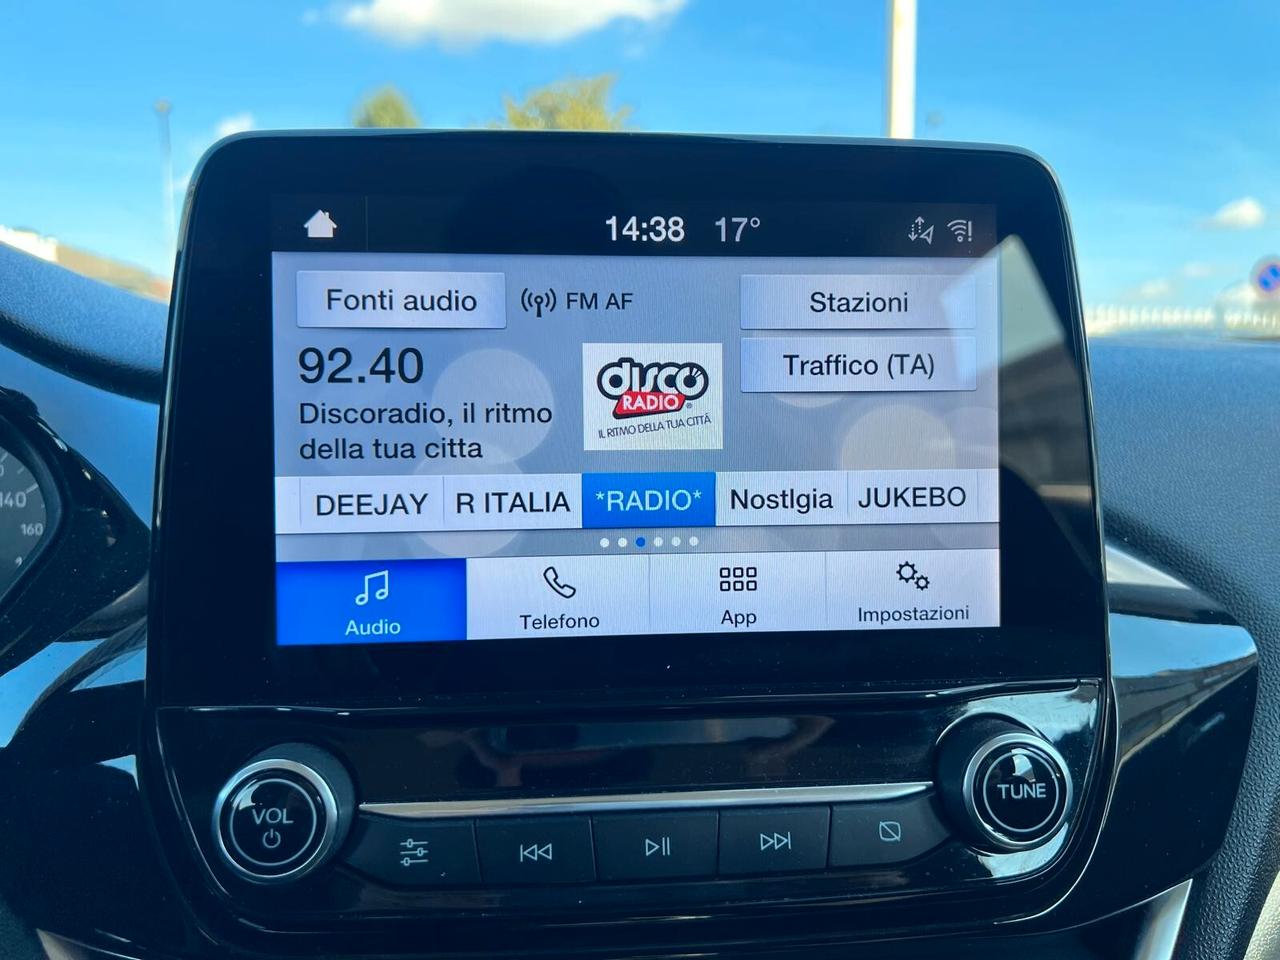 14:38 17°
Fonti audio FM AF Stazioni
92.40
Traffico (TA)
Discoradio, il ritmo
della tua citta
disco
RADIO®
IL RITMO DELLA TUA CITTÁ
DEEJAY R ITALIA *RADIO* Nostlgia JUKEBO
Audio Telefono App Impostazioni
140
160
VOL
TUNE